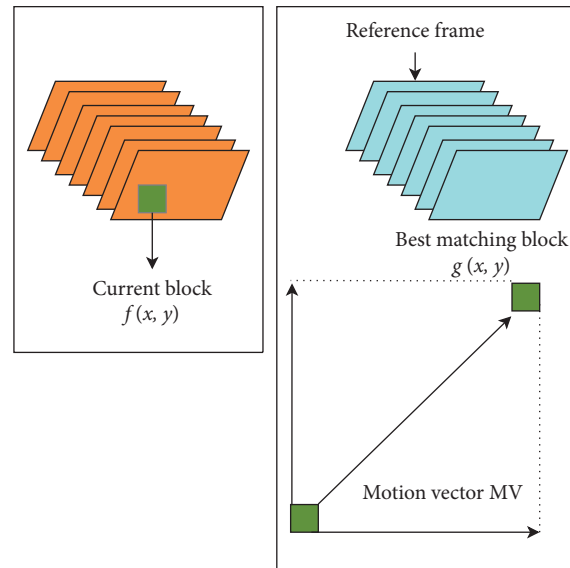 Current block
f (x, y)
Reference frame
Best matching block
g (x, y)
Motion vector MV